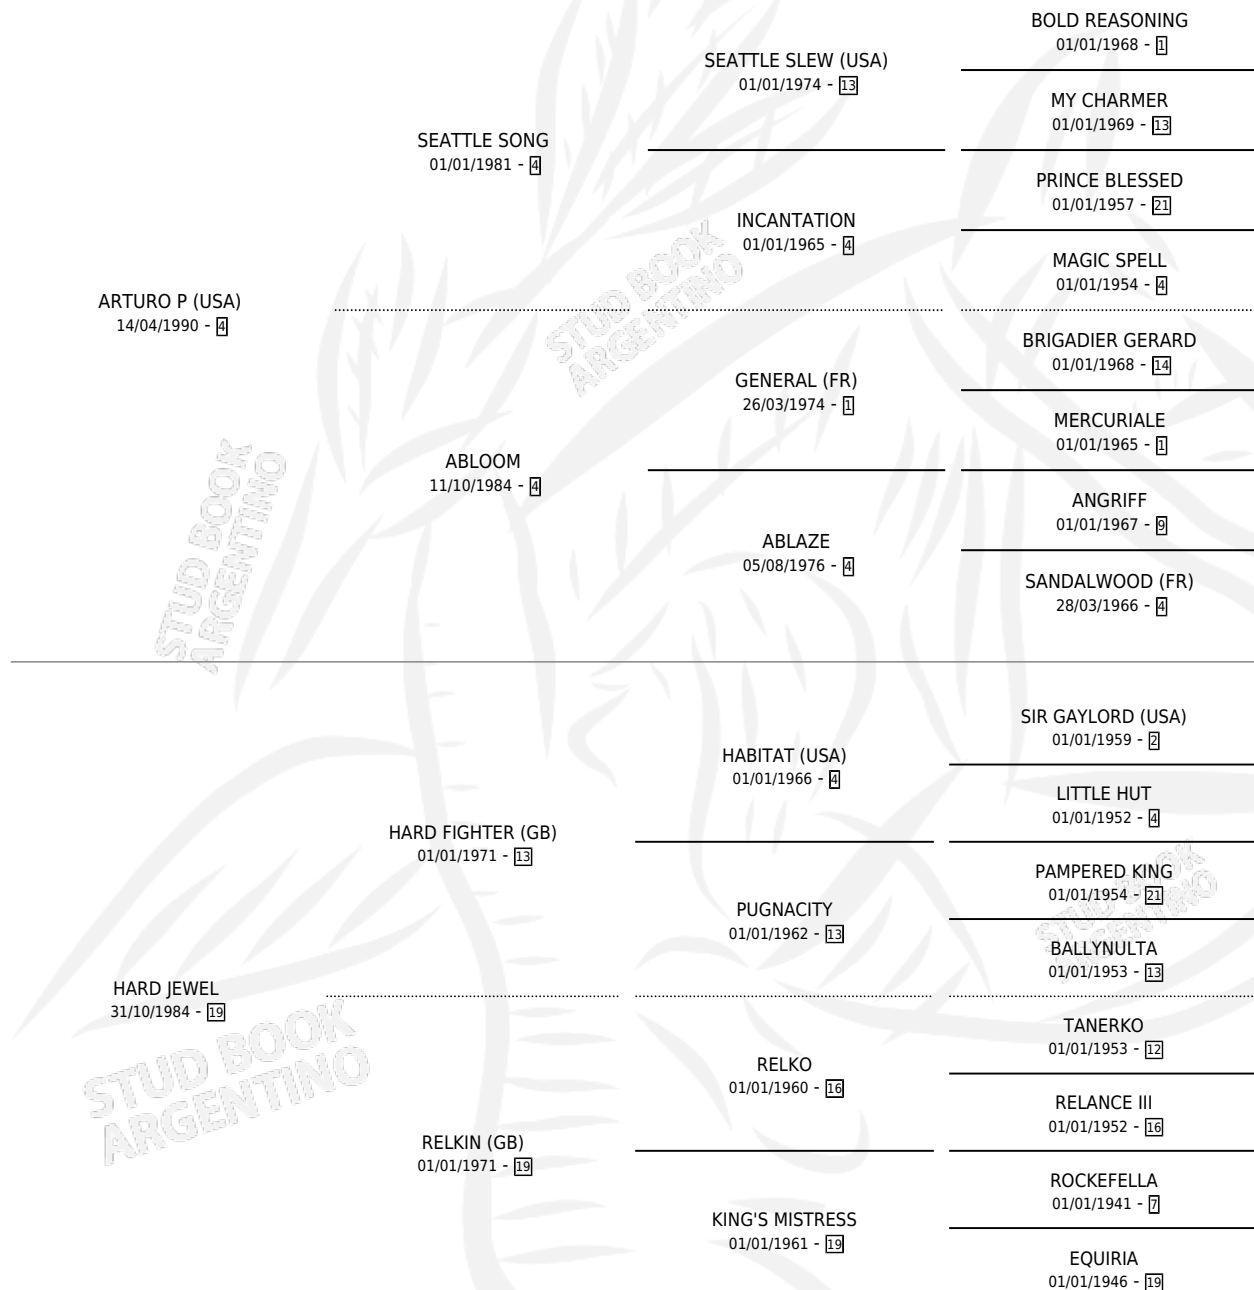 BOLD REASONING
01/01/1968 - 1
SEATTLE SLEW (USA)
01/01/1974 - 13
MY CHARMER
01/01/1969 - 13
SEATTLE SONG
01/01/1981 - 4
PRINCE BLESSED
01/01/1957 - 21
INCANTATION
01/01/1965 - 4
MAGIC SPELL
01/01/1954 - 4
ARTURO P (USA)
14/04/1990 - 4
BRIGADIER GERARD
01/01/1968 - 14
GENERAL (FR)
26/03/1974 - 1
MERCURIALE
01/01/1965 - 1
ABLOOM
11/10/1984 - 4
ANGRIFF
01/01/1967 - 9
ABLAZE
05/08/1976 - 4
SANDALWOOD (FR)
28/03/1966 - 4
SIR GAYLORD (USA)
01/01/1959 - 2
HABITAT (USA)
01/01/1966 - 4
LITTLE HUT
01/01/1952 - 4
HARD FIGHTER (GB)
01/01/1971 - 13
PAMPERED KING
01/01/1954 - 21
PUGNACITY
01/01/1962 - 13
BALLYNULTA
01/01/1953 - 13
HARD JEWEL
31/10/1984 - 19
TANERKO
01/01/1953 - 12
RELKO
01/01/1960 - 16
RELANCE III
01/01/1952 - 16
RELKIN (GB)
01/01/1971 - 19
ROCKEFELLA
01/01/1941 - 7
KING'S MISTRESS
01/01/1961 - 19
EQUIRIA
01/01/1946 - 19
STUD BOOK
ARGENTINO
STUD BOOK
ARGENTINO
STUD BOOK
ARGENTINO
STUD BOOK
ARGENTINO